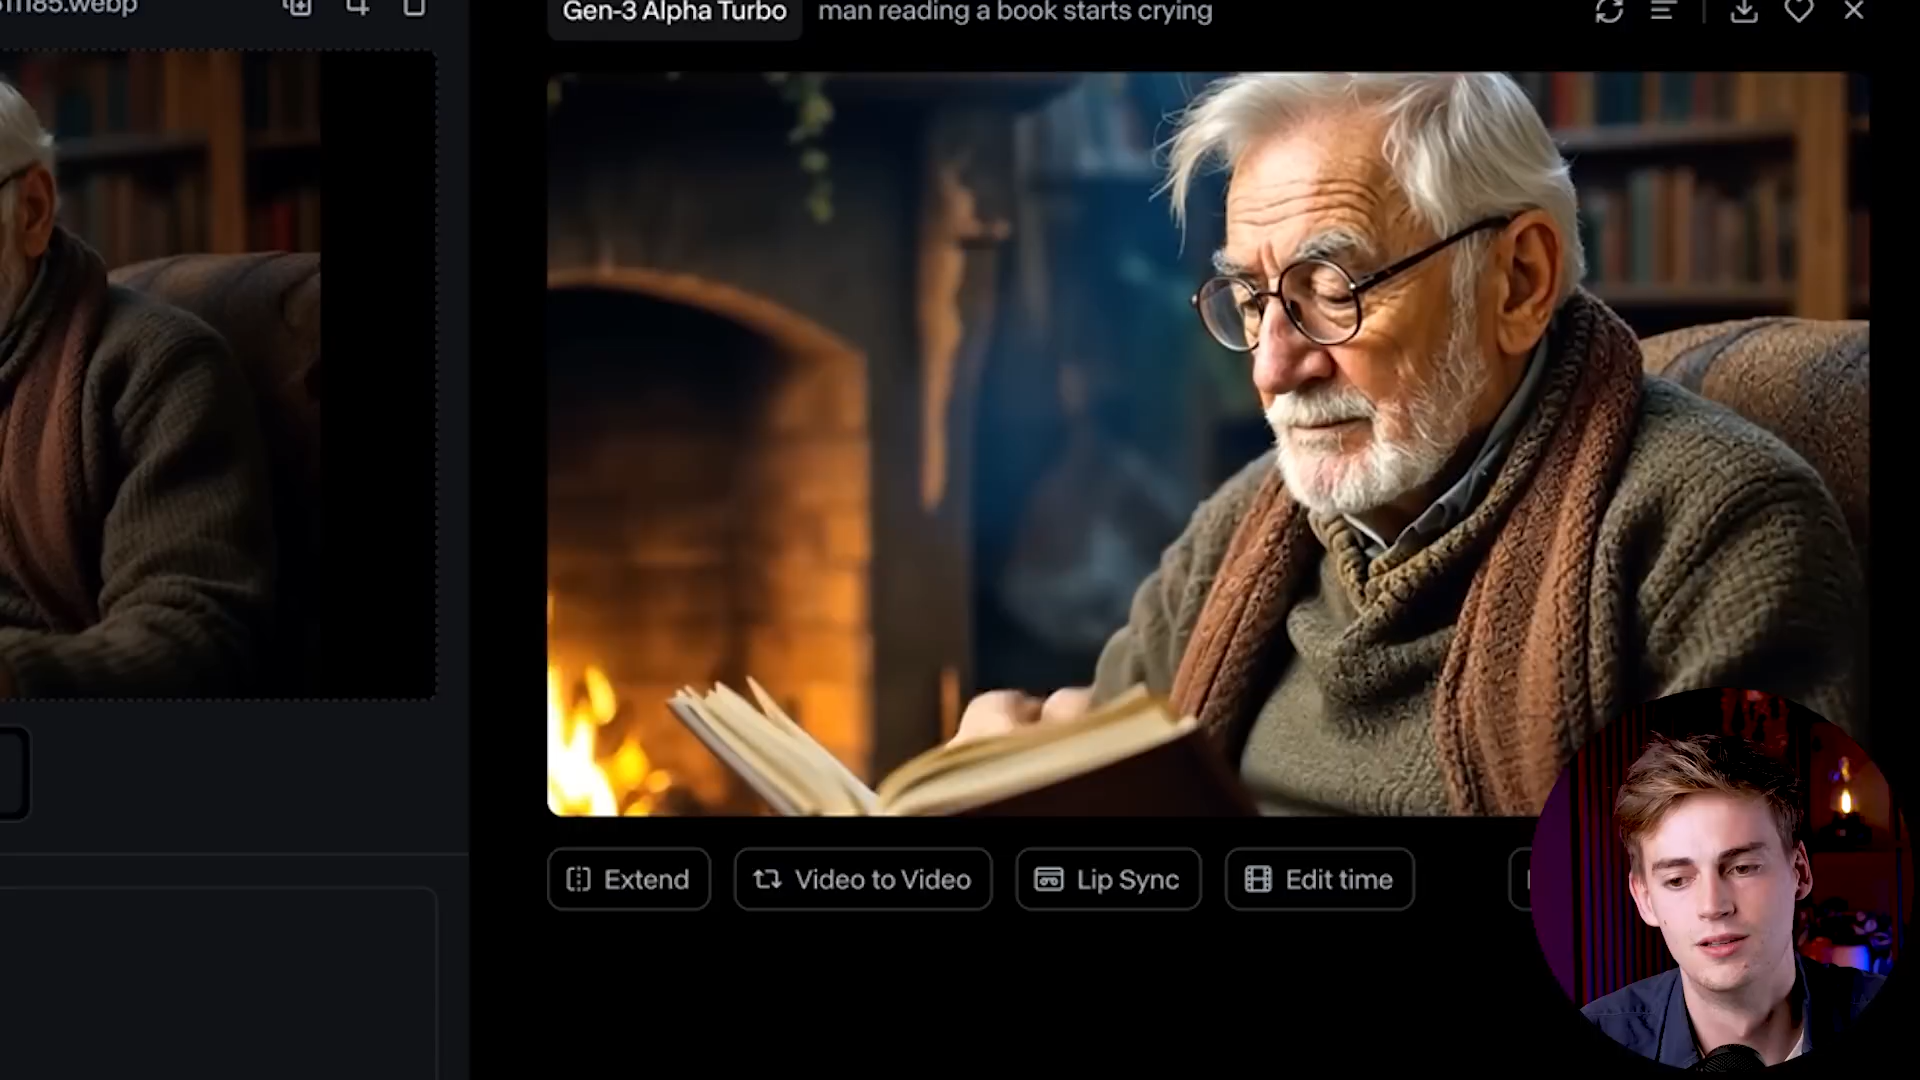 Gen-3 Alpha Turbo man reading a book starts crying
Extend
Video to Video
Lip Sync
Edit time